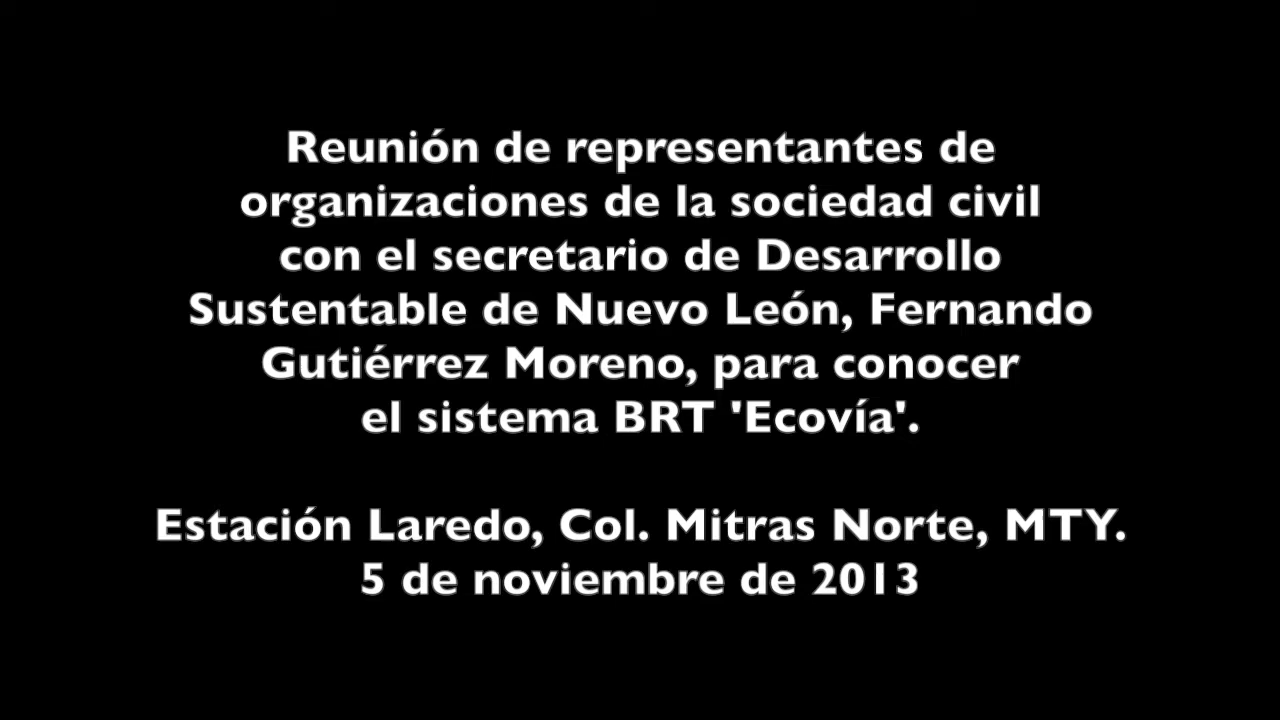 Reunión de representantes de
organizaciones de la sociedad civil
con el secretario de Desarrollo
Sustentable de Nuevo León, Fernando
Gutiérrez Moreno, para conocer
el sistema BRT 'Ecovía'.
Estación Laredo, Col. Mitras Norte, MTY.
5 de noviembre de 2013